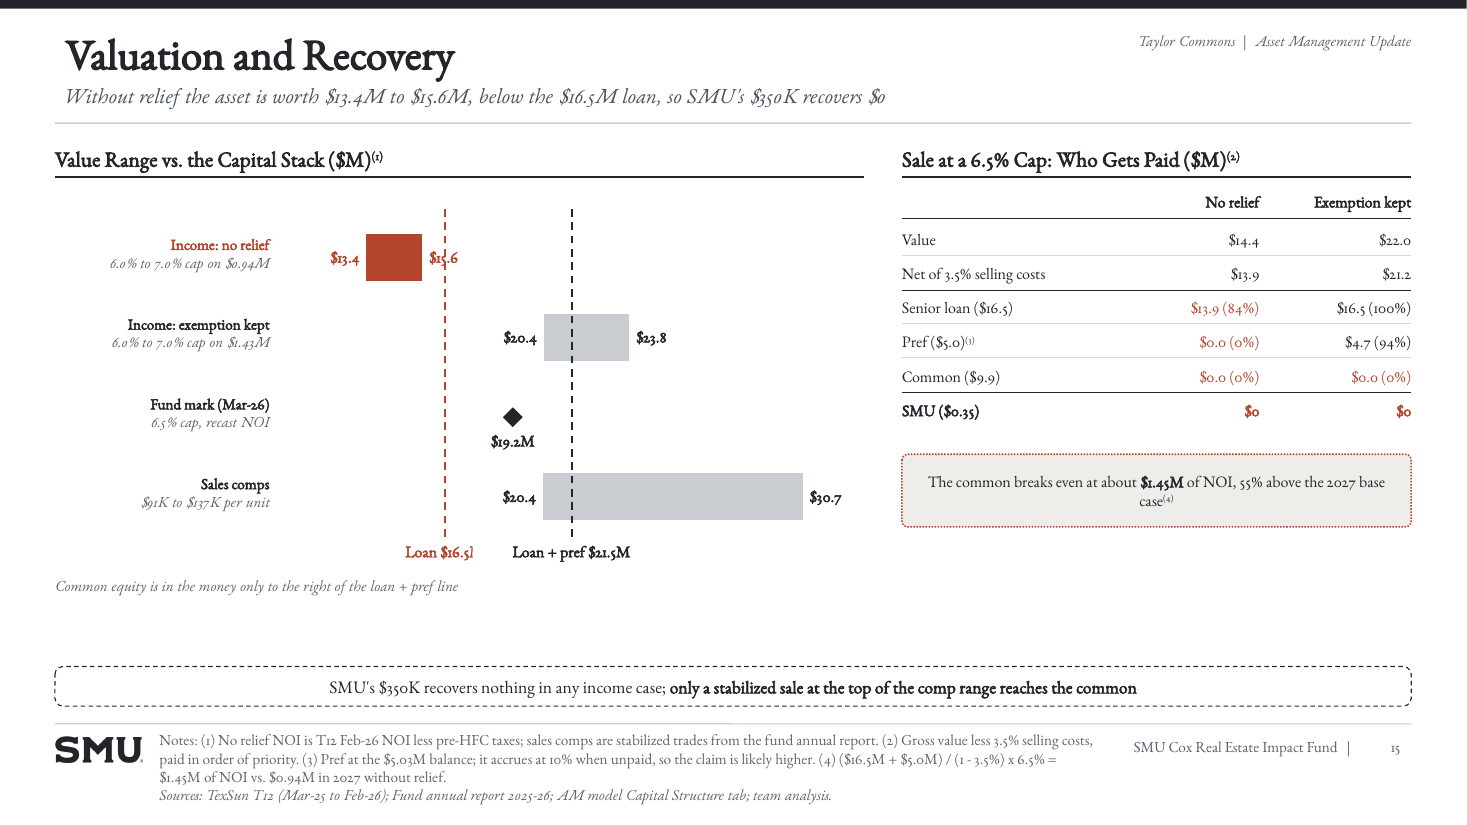 Taylor Commons | Asset Management Update
Valuation and Recovery
Without relief the asset is worth $13.4M to $15.6M, below the $16.5M loan, so SMU's $350K recovers $0
Value Range vs. the Capital Stack ($M)(1)
Income: no relief
6.0% to 7.0% cap on $0.94M
$13.4
$15.6
Income: exemption kept
6.0% to 7.0% cap on $1.43M
$20.4
$23.8
Fund mark (Mar-26)
6.5% cap, recast NOI
$19.2M
Sales comps
$91K to $137K per unit
$20.4
$30.7
Loan $16.5
Loan + pref $21.5M
Common equity is in the money only to the right of the loan + pref line
Sale at a 6.5% Cap: Who Gets Paid ($M)(2)
No relief Exemption kept
Value $14.4 $22.0
Net of 3.5% selling costs $13.9 $21.2
Senior loan ($16.5) $13.9 (84%) $16.5 (100%)
Pref ($5.0)(3) $0.0 (0%) $4.7 (94%)
Common ($9.9) $0.0 (0%) $0.0 (0%)
SMU ($0.35) $0 $0
The common breaks even at about $1.45M of NOI, 55% above the 2027 base
case(4)
SMU's $350K recovers nothing in any income case; only a stabilized sale at the top of the comp range reaches the common
SMU
Notes: (1) No relief NOI is T12 Feb-26 NOI less pre-HFC taxes; sales comps are stabilized trades from the fund annual report. (2) Gross value less 3.5% selling costs,
paid in order of priority. (3) Pref at the $5.03M balance; it accrues at 10% when unpaid, so the claim is likely higher. (4) ($16.5M + $5.0M) / (1 - 3.5%) x 6.5% =
$1.45M of NOI vs. $0.94M in 2027 without relief.
Sources: TexSun T12 (Mar-25 to Feb-26); Fund annual report 2025-26; AM model Capital Structure tab; team analysis.
SMU Cox Real Estate Impact Fund | 15